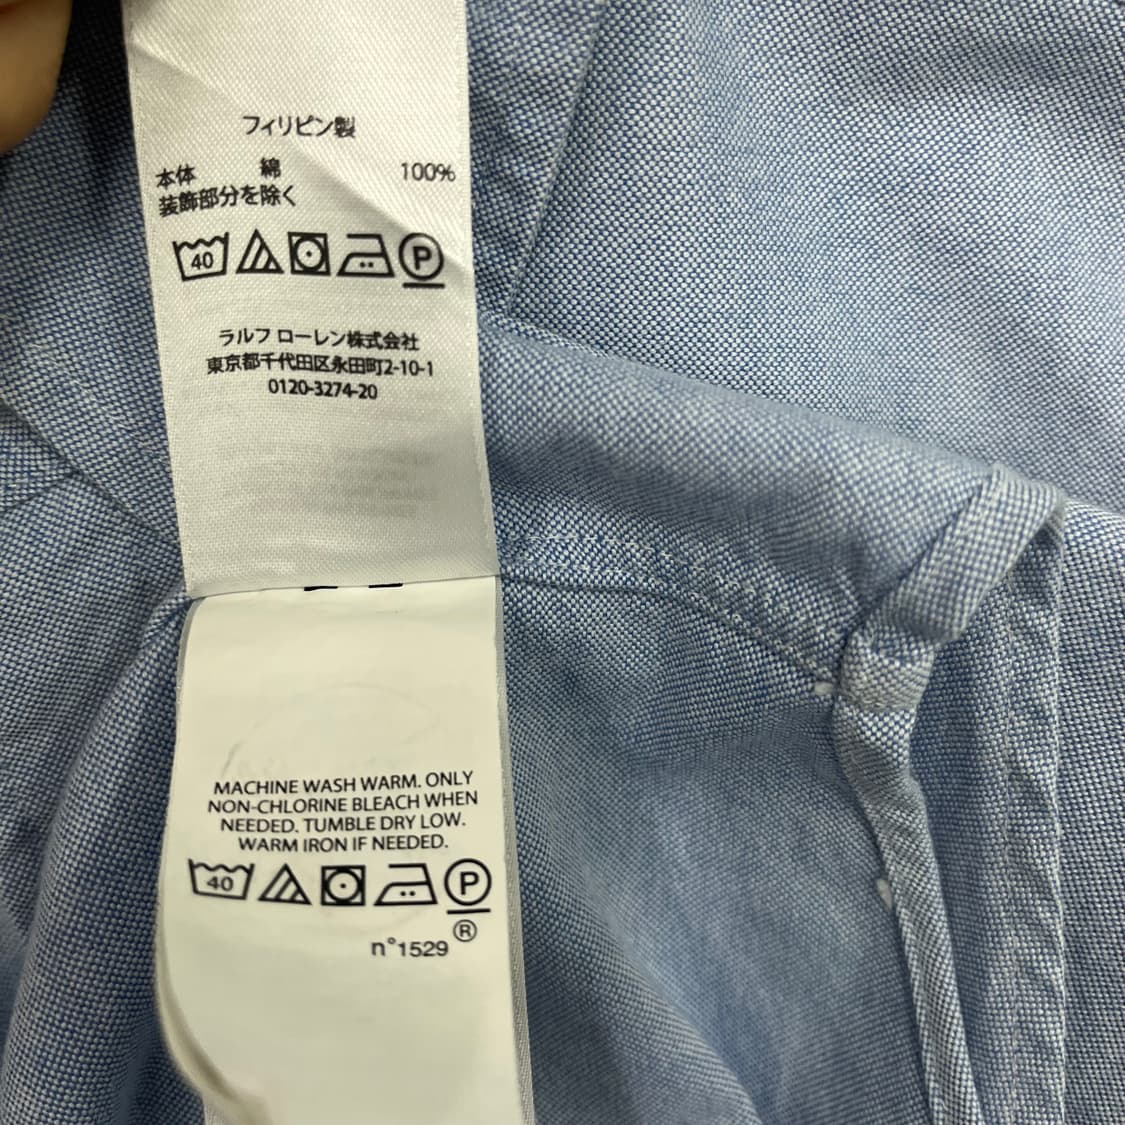 フィリピン製
本体 綿 100%
装飾部分を除く
40 P
ラルフ ローレン株式会社
東京都千代田区永田町2-10-1
0120-3274-20
MACHINE WASH WARM. ONLY
NON-CHLORINE BLEACH WHEN
NEEDED. TUMBLE DRY LOW.
WARM IRON IF NEEDED.
40 P
®
n°1529